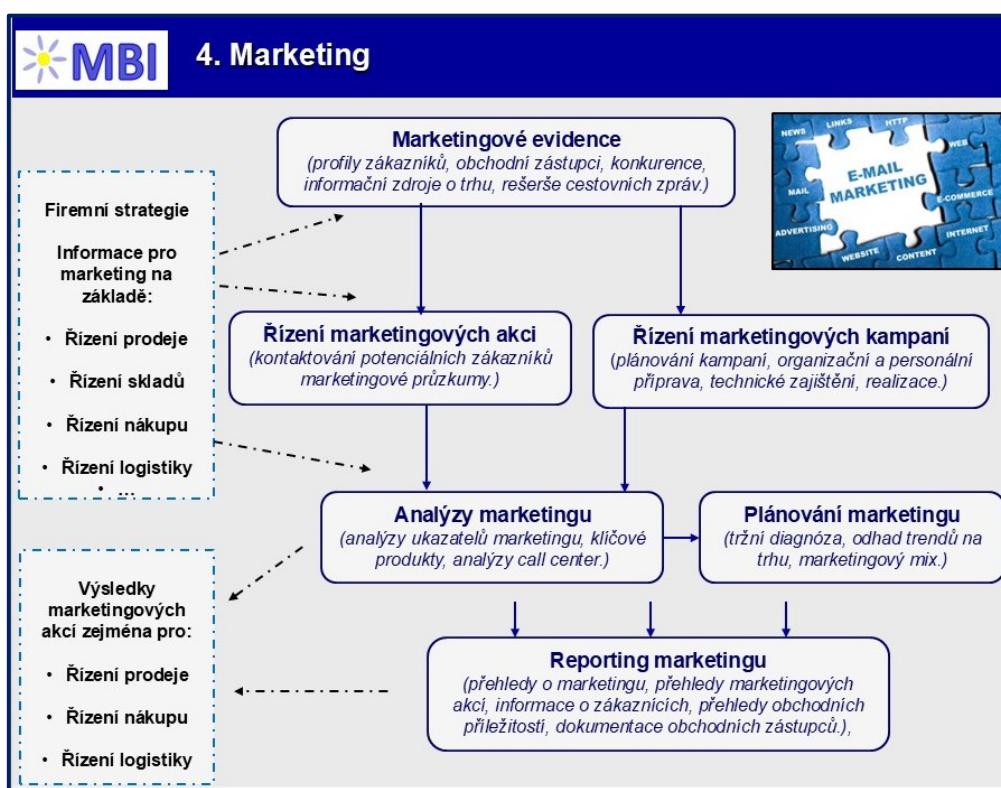 MBI
4. Marketing
Marketingové evidence
(profily zákazníků, obchodní zástupci, konkurence,
informační zdroje o trhu, rešerše cestovních zpráv.)
NEWS
LINKS
HTTP
WEB
MAIL
E-MAIL
MARKETING
E-COMMERCE
ADVERTISING
INTERNET
WEBSITE
CONTENT
Firemní strategie
Informace pro
marketing na
základě:
• Řízení prodeje
• Řízení skladů
• Řízení nákupu
• Řízení logistiky
• ...
Řízení marketingových akci
(kontaktování potenciálních zákazníků
marketingové průzkumy.)
Řízení marketingových kampaní
(plánování kampaní, organizační a personální
příprava, technické zajištění, realizace.)
Analýzy marketingu
(analýzy ukazatelů marketingu, klíčové
produkty, analýzy call center.)
Plánování marketingu
(tržní diagnóza, odhad trendů na
trhu, marketingový mix.)
Výsledky
marketingových
akcí zejména pro:
• Řízení prodeje
• Řízení nákupu
• Řízení logistiky
Reporting marketingu
(přehledy o marketingu, přehledy marketingových
akcí, informace o zákaznících, přehledy obchodních
příležitostí, dokumentace obchodních zástupců.),